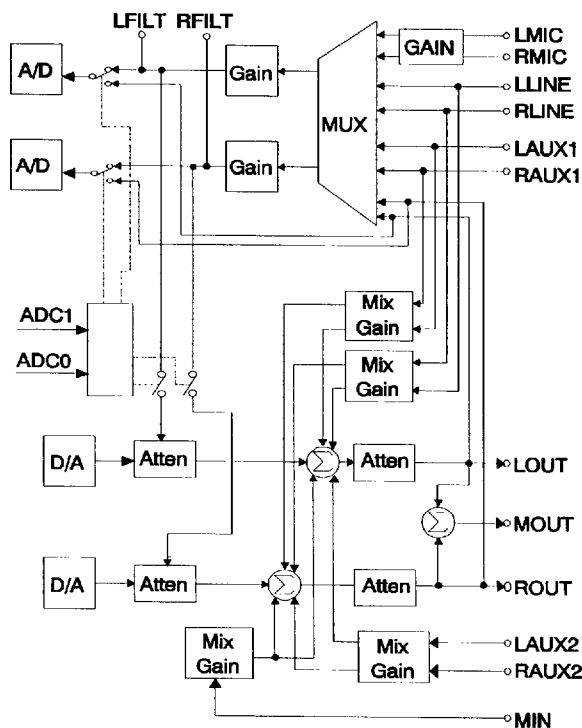 LFILT RFILT
LMIC
GAIN
RMIC
A/D
Gain
LLINE
MUX
RLINE
LAUX1
A/D
Gain
RAUX1
Mix
Gain
ADC1
Mix
Gain
ADC0
D/A
Atten
Σ
Atten
LOUT
Σ
MOUT
D/A
Atten
Σ
Atten
ROUT
Mix
Gain
Mix
Gain
LAUX2
RAUX2
MIN